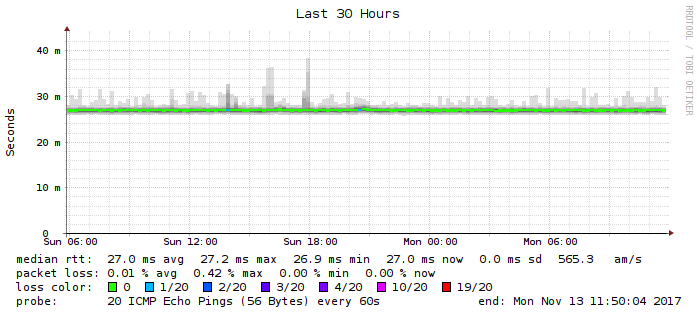 Last 30 Hours
RRDTOOL / TOBI OETIKER
Seconds
40 m
30 m
20 m
10 m
0
Sun 06:00 Sun 12:00 Sun 18:00 Mon 00:00 Mon 06:00
median rtt: 27.0 ms avg 27.2 ms max 26.9 ms min 27.0 ms now 0.0 ms sd 565.3 am/s
packet loss: 0.01 % avg 0.42 % max 0.00 % min 0.00 % now
loss color: 0 1/20 2/20 3/20 4/20 10/20 19/20
probe: 20 ICMP Echo Pings (56 Bytes) every 60s end: Mon Nov 13 11:50:04 2017